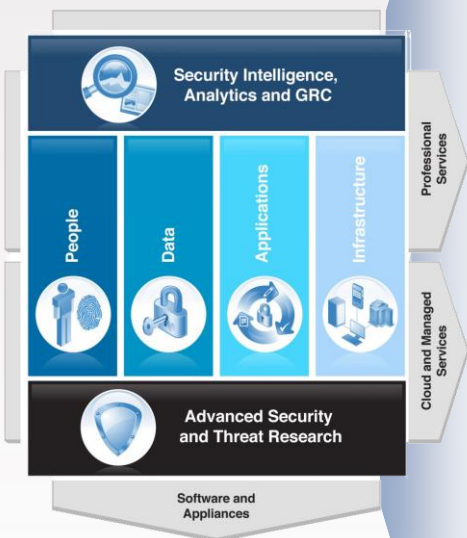 Security Intelligence,
Analytics and GRC
People
Data
Applications
Infrastructure
Advanced Security
and Threat Research
Professional
Services
Cloud and Managed
Services
Software and
Appliances